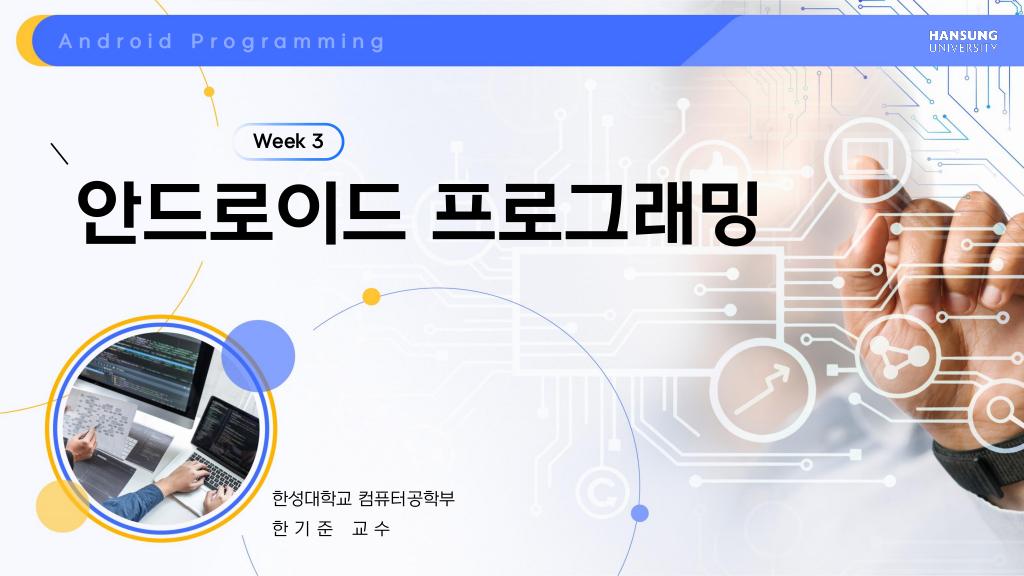 Android Programming
HANSUNG
UNIVERSITY
Week 3
안드로이드 프로그래밍
한성대학교 컴퓨터공학부
한기준 교수